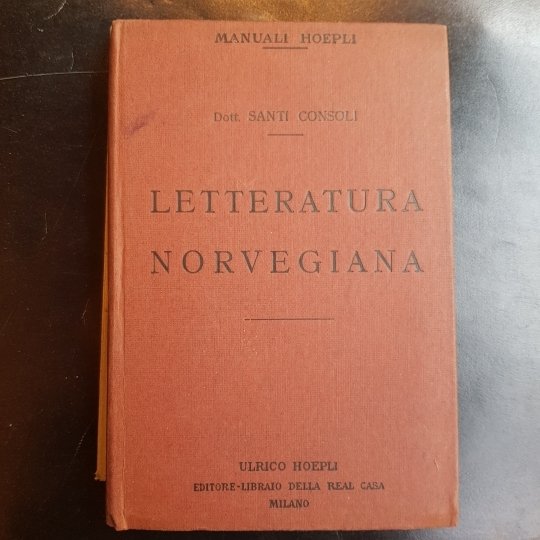 MANUALI HOEPLI
Dott. SANTI CONSOLI
LETTERATURA
NORVEGIANA
ULRICO HOEPLI
EDITORE-LIBRAIO DELLA REAL CASA
MILANO